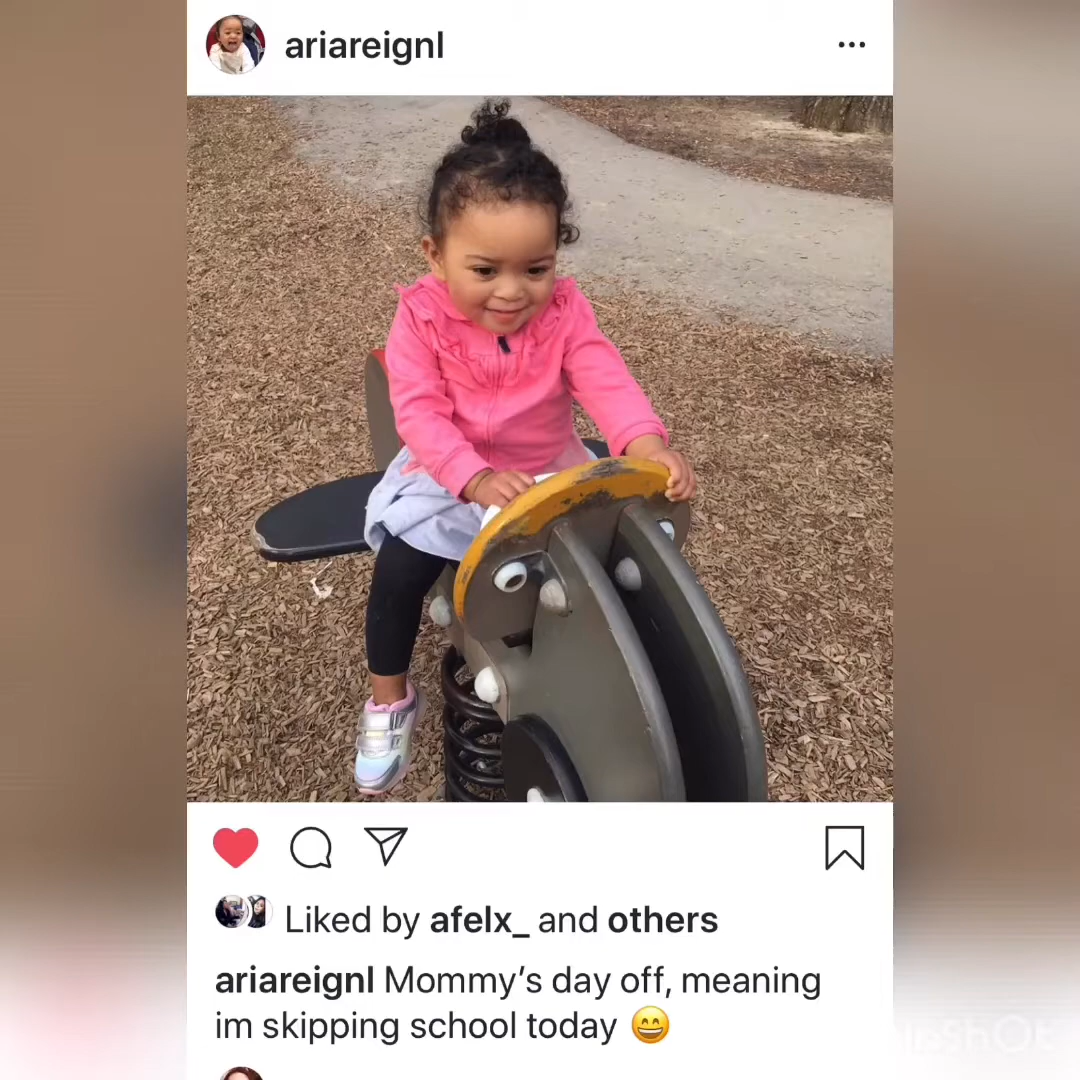 ariareignl
Liked by afelx_ and others
ariareignl Mommy's day off, meaning
im skipping school today 😄